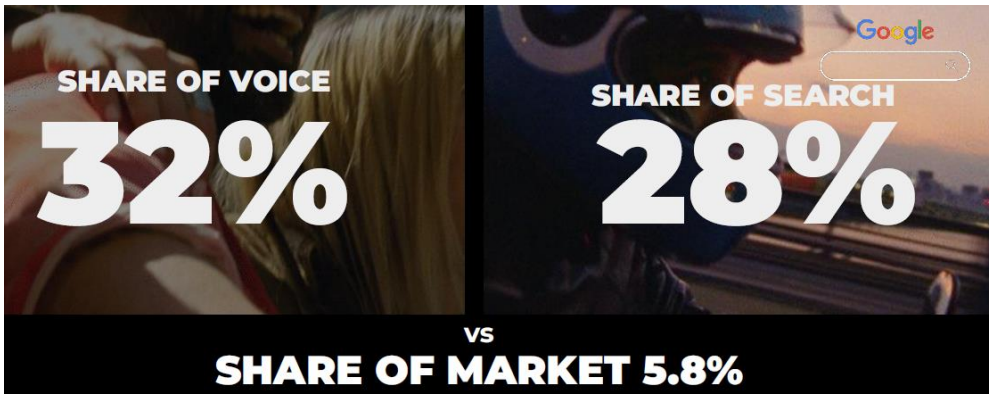 Google
SHARE OF VOICE
32%
SHARE OF SEARCH
28%
VS
SHARE OF MARKET 5.8%